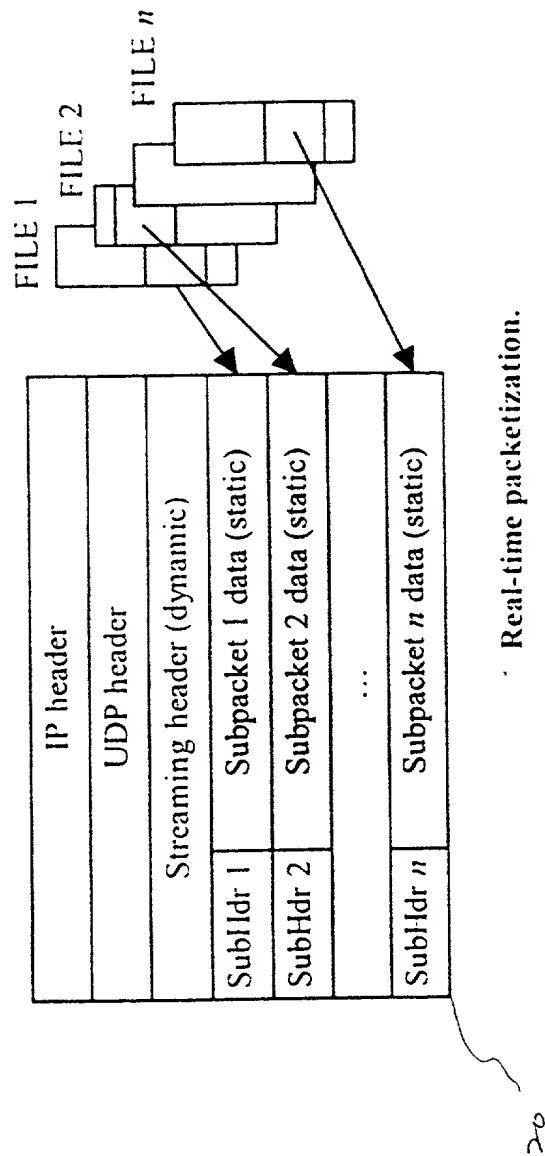 IP header
UDP header
Streaming header (dynamic)
SubHdr 1 Subpacket 1 data (static)
SubHdr 2 Subpacket 2 data (static)
...
SubHdr n Subpacket n data (static)
FILE 1
FILE 2
FILE n
Real-time packetization.
20